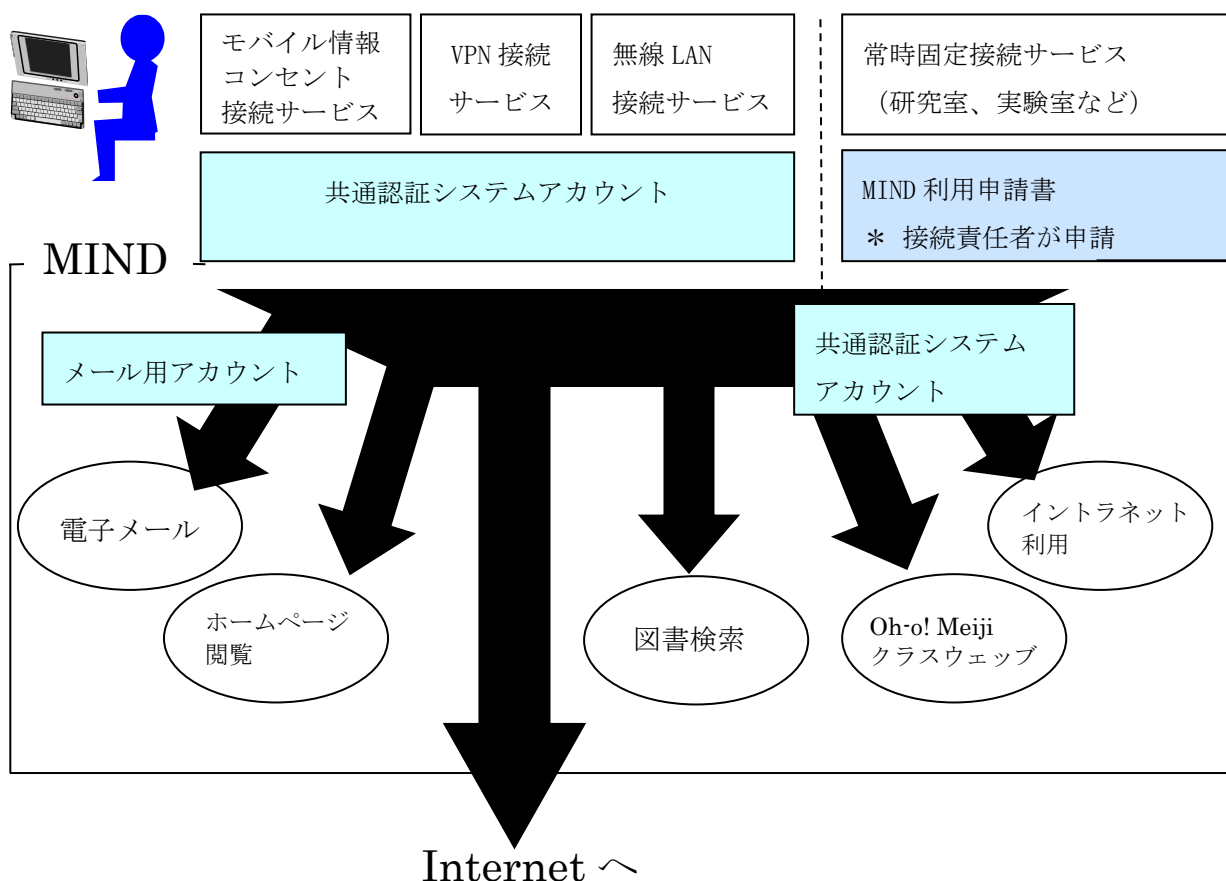 モバイル情報
コンセント
接続サービス
VPN 接続
サービス
無線 LAN
接続サービス
常時固定接続サービス
（研究室、実験室など）
共通認証システムアカウント
MIND 利用申請書
＊ 接続責任者が申請
MIND
メール用アカウント
共通認証システム
アカウント
電子メール
ホームページ
閲覧
図書検索
Oh-o! Meiji
クラスウェッブ
イントラネット
利用
Internet へ